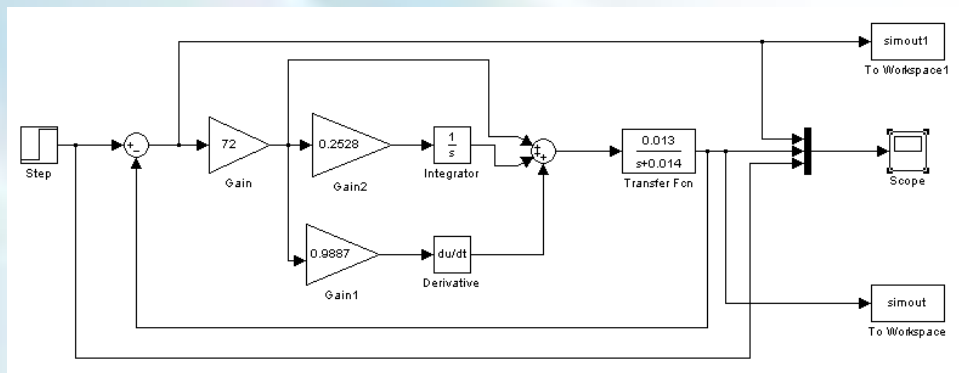 simout1
To Workspace1
Step
+
−
72
Gain
0.2528
Gain2
1
s
Integrator
+
+
+
0.013
s+0.014
Transfer Fcn
Scope
0.9887
Gain1
du/dt
Derivative
simout
To Workspace